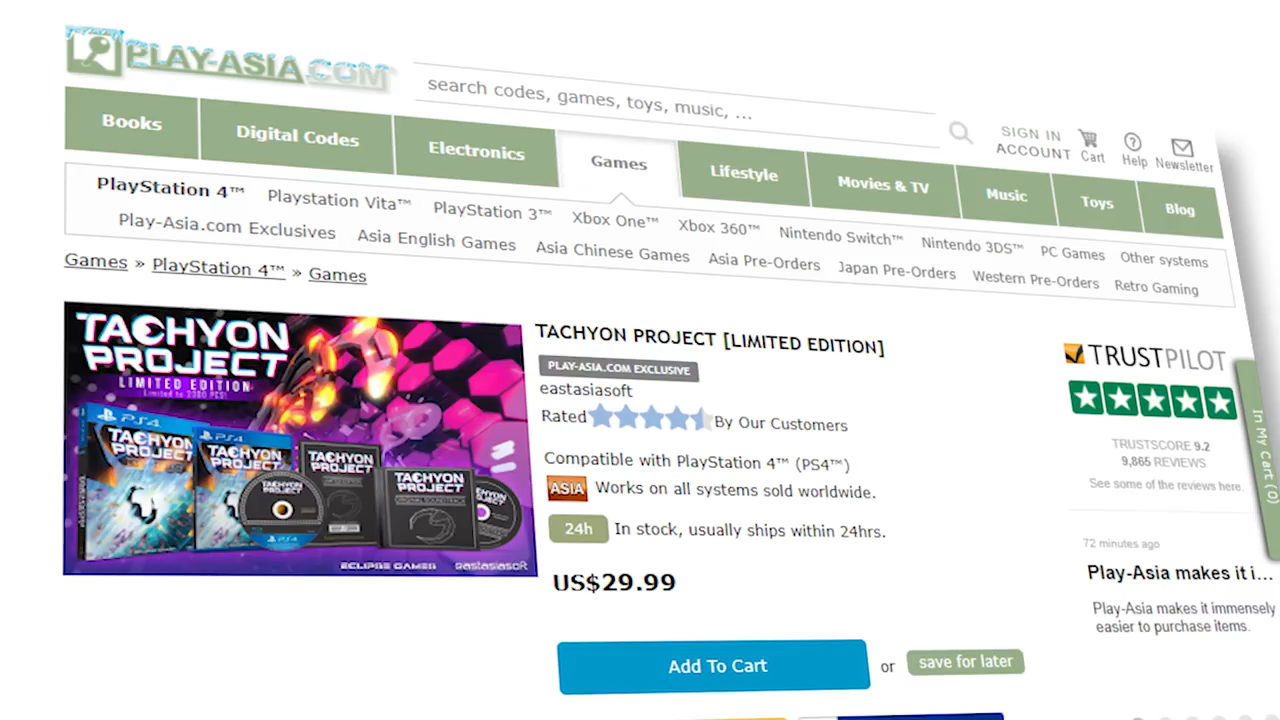 PLAY-ASIA.COM
search codes, games, toys, music, ...
SIGN IN
ACCOUNT
Cart
Help
Newsletter
Books
Digital Codes
Electronics
Games
Lifestyle
Movies & TV
Music
Toys
Blog
PlayStation 4™ Playstation Vita™ PlayStation 3™ Xbox One™ Xbox 360™ Nintendo Switch™ Nintendo 3DS™ PC Games Other systems
Play-Asia.com Exclusives Asia English Games Asia Chinese Games Asia Pre-Orders Japan Pre-Orders Western Pre-Orders Retro Gaming
Games » PlayStation 4™ » Games
TACHYON
PROJECT
LIMITED EDITION
PS4
TACHYON
PROJECT
PS4
TACHYON
PROJECT
TACHYON
PROJECT
PS4
TACHYON
PROJECT
TACHYON
PROJECT
ORIGINAL SOUNDTRACK
ECLIPSE GAMES
eastasiasoft
TACHYON PROJECT [LIMITED EDITION]
PLAY-ASIA.COM EXCLUSIVE
eastasiasoft
Rated By Our Customers
Compatible with PlayStation 4™ (PS4™)
ASIA Works on all systems sold worldwide.
24h In stock, usually ships within 24hrs.
US$29.99
Add To Cart or save for later
TRUSTPILOT
TRUSTSCORE 9.2
9,865 REVIEWS
See some of the reviews here.
72 minutes ago
Play-Asia makes it i...
Play-Asia makes it immensely
easier to purchase items.
In My Cart (0)